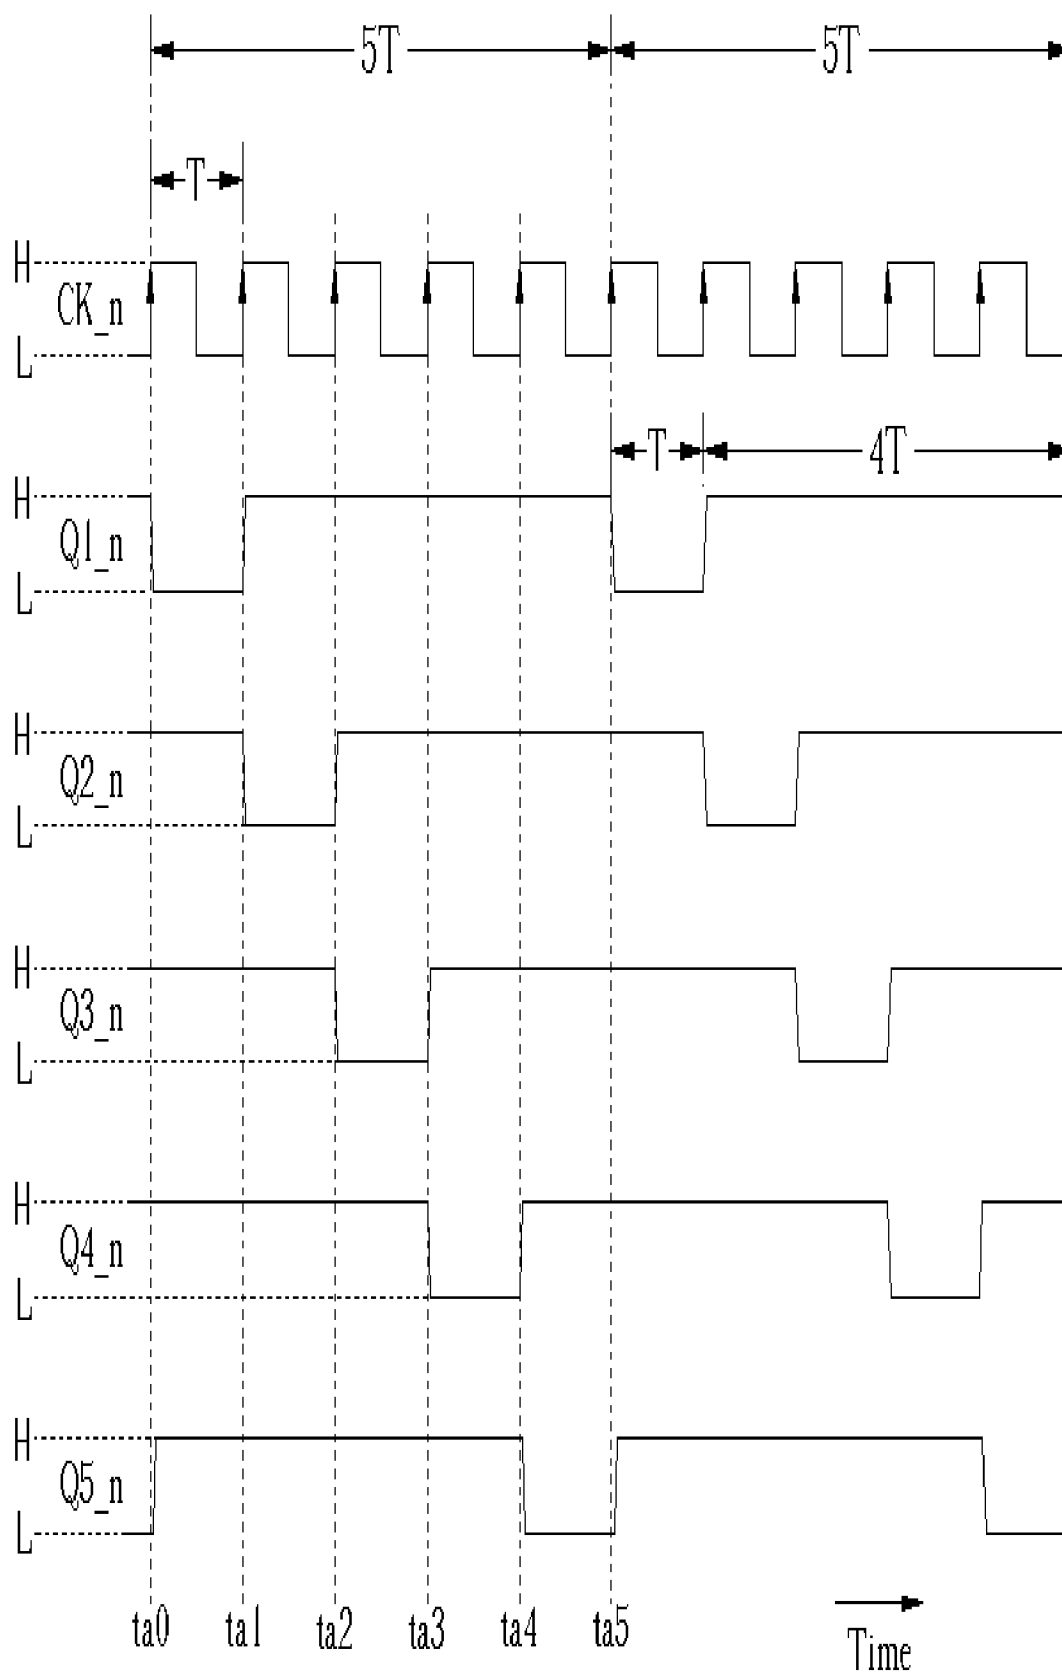 5T 5T
T
H
CK_n
L
T 4T
H
Q1_n
L
H
Q2_n
L
H
Q3_n
L
H
Q4_n
L
H
Q5_n
L
ta0 ta1 ta2 ta3 ta4 ta5
Time